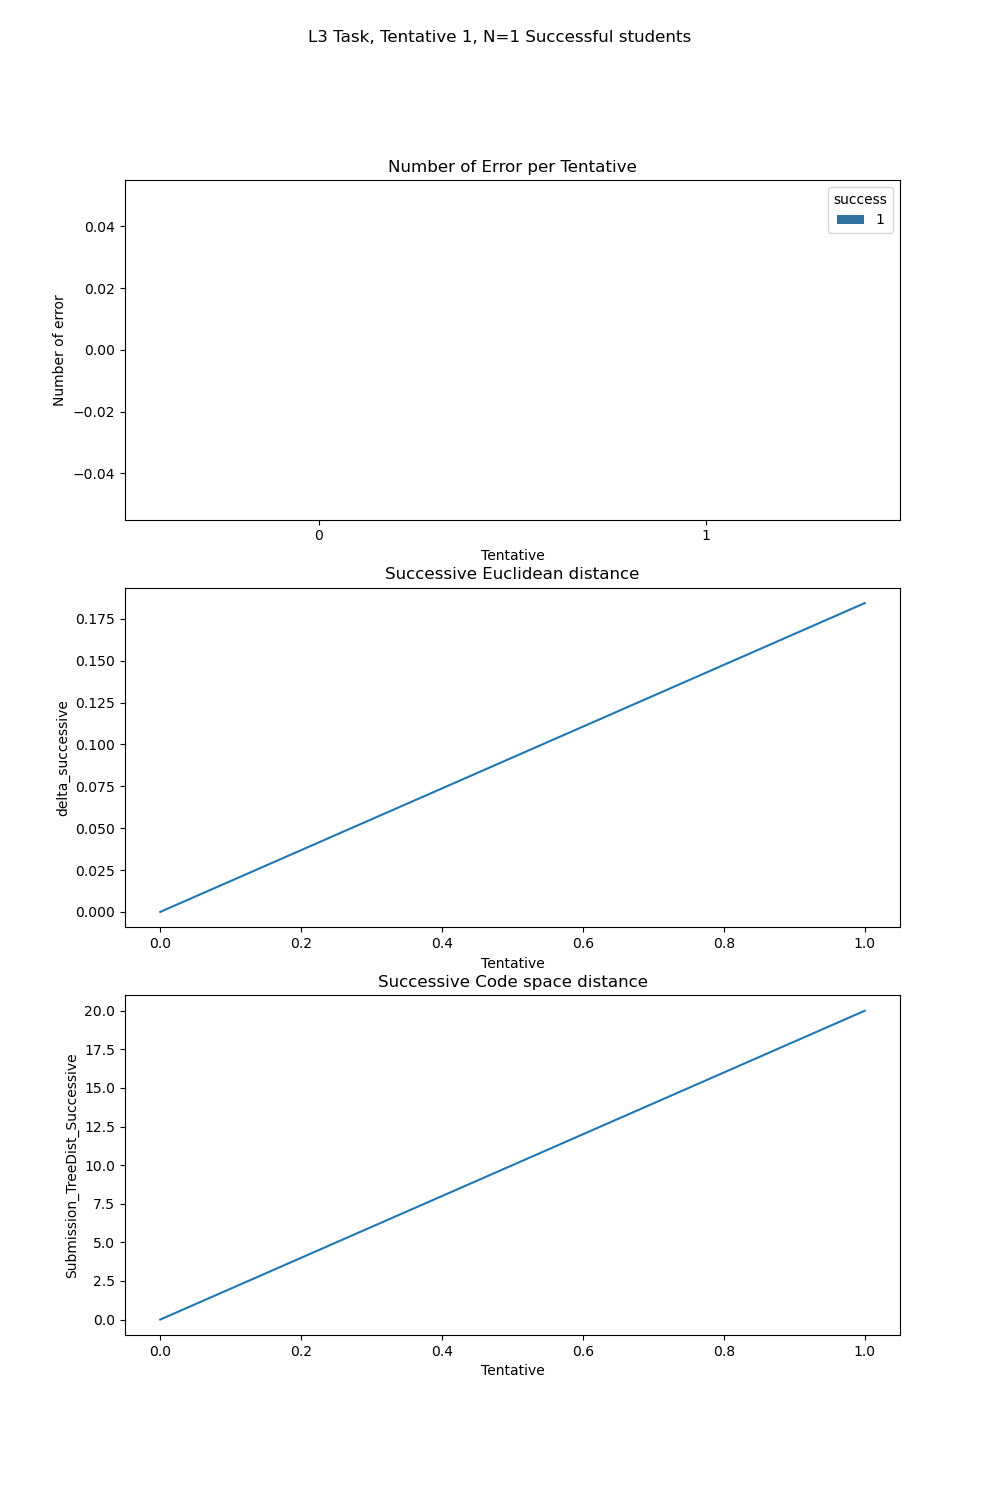 L3 Task, Tentative 1, N=1 Successful students
Number of Error per Tentative
success
1
0.04
0.02
0.00
−0.02
−0.04
Number of error
0 1
Tentative
Successive Euclidean distance
0.175
0.150
0.125
0.100
0.075
0.050
0.025
0.000
delta_successive
0.0 0.2 0.4 0.6 0.8 1.0
Tentative
Successive Code space distance
20.0
17.5
15.0
12.5
10.0
7.5
5.0
2.5
0.0
Submission_TreeDist_Successive
0.0 0.2 0.4 0.6 0.8 1.0
Tentative